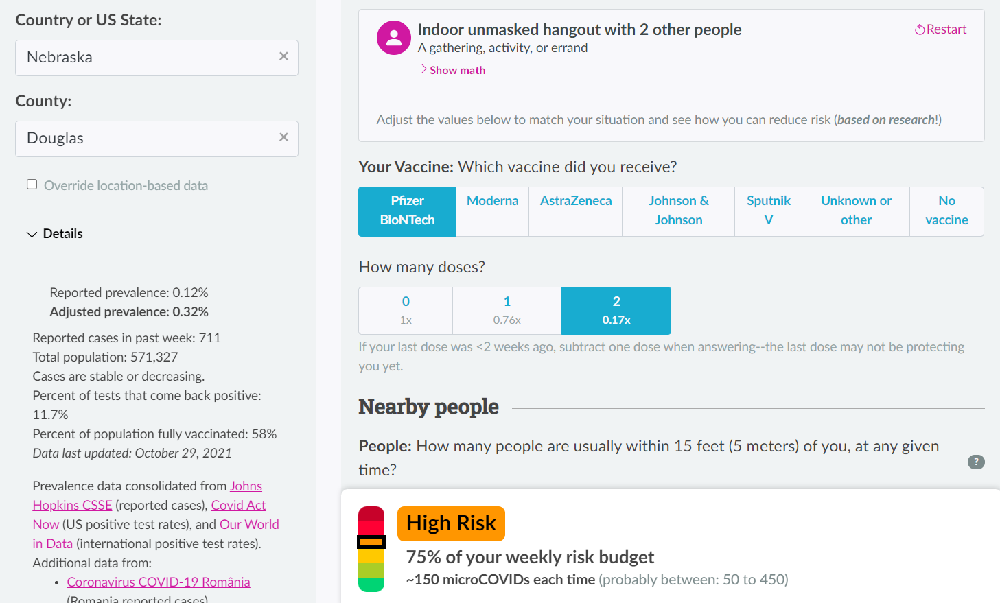 Country or US State:
Nebraska ×
County:
Douglas ×
Override location-based data
Details
Reported prevalence: 0.12%
Adjusted prevalence: 0.32%
Reported cases in past week: 711
Total population: 571,327
Cases are stable or decreasing.
Percent of tests that come back positive:
11.7%
Percent of population fully vaccinated: 58%
Data last updated: October 29, 2021
Prevalence data consolidated from Johns
Hopkins CSSE (reported cases), Covid Act
Now (US positive test rates), and Our World
in Data (international positive test rates).
Additional data from:
• Coronavirus COVID-19 România
(Romania reported cases)
Indoor unmasked hangout with 2 other people
Restart
A gathering, activity, or errand
Show math
Adjust the values below to match your situation and see how you can reduce risk (based on research!)
Your Vaccine: Which vaccine did you receive?
Pfizer
BioNTech
Moderna
AstraZeneca
Johnson &
Johnson
Sputnik
V
Unknown or
other
No
vaccine
How many doses?
0
1x
1
0.76x
2
0.17x
If your last dose was <2 weeks ago, subtract one dose when answering--the last dose may not be protecting
you yet.
Nearby people
People: How many people are usually within 15 feet (5 meters) of you, at any given
time?
?
High Risk
75% of your weekly risk budget
~150 microCOVIDs each time (probably between: 50 to 450)